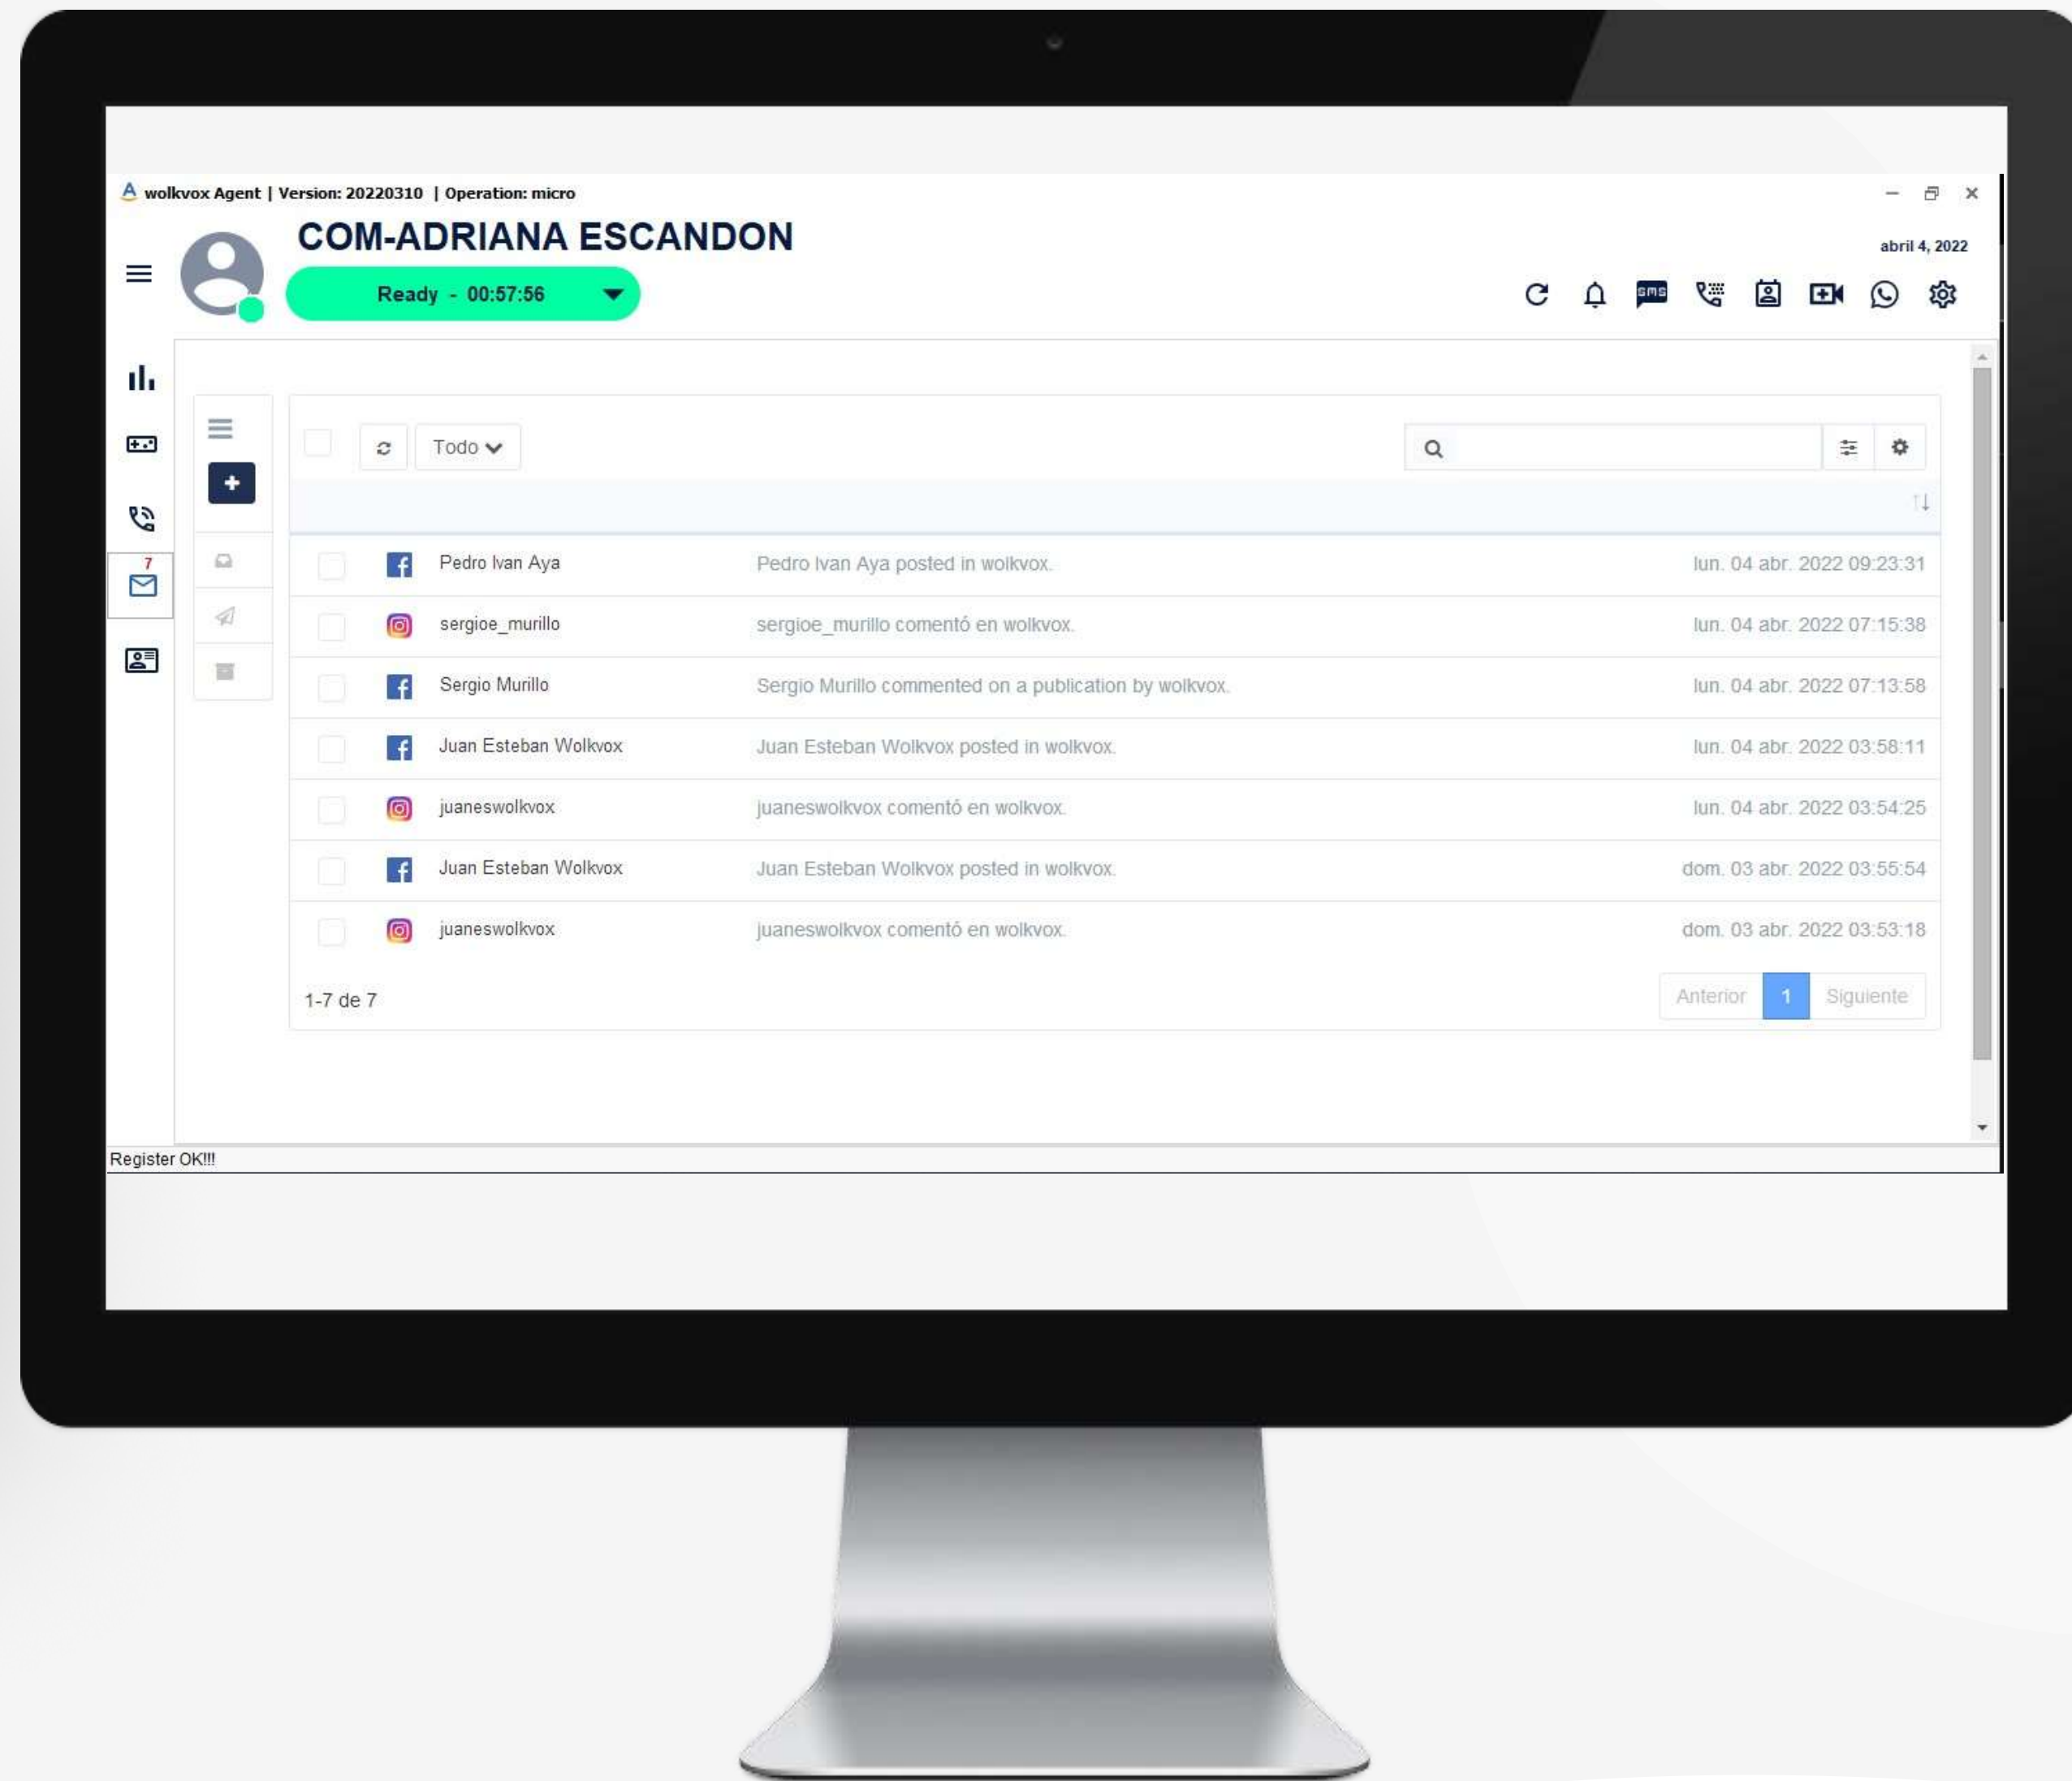 wolkvox Agent | Version: 20220310 | Operation: micro
COM-ADRIANA ESCANDON
abril 4, 2022
Ready - 00:57:56
SMS
Todo
7
Pedro Ivan Aya Pedro Ivan Aya posted in wolkvox. lun. 04 abr. 2022 09:23:31
sergioe_murillo sergioe_murillo comentó en wolkvox. lun. 04 abr. 2022 07:15:38
Sergio Murillo Sergio Murillo commented on a publication by wolkvox. lun. 04 abr. 2022 07:13:58
Juan Esteban Wolkvox Juan Esteban Wolkvox posted in wolkvox. lun. 04 abr. 2022 03:58:11
juaneswolkvox juaneswolkvox comentó en wolkvox. lun. 04 abr. 2022 03:54:25
Juan Esteban Wolkvox Juan Esteban Wolkvox posted in wolkvox. dom. 03 abr. 2022 03:55:54
juaneswolkvox juaneswolkvox comentó en wolkvox. dom. 03 abr. 2022 03:53:18
1-7 de 7 Anterior 1 Siguiente
Register OK!!!